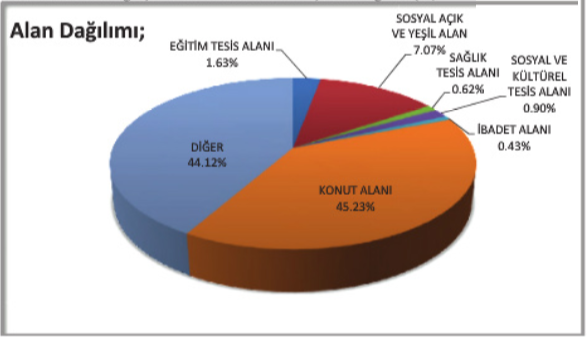 Alan Dağılımı;
EĞİTİM TESİS ALANI
1.63%
SOSYAL AÇIK
VE YEŞİL ALAN
7.07%
SAĞLIK
TESİS ALANI
0.62%
SOSYAL VE
KÜLTÜREL
TESİS ALANI
0.90%
İBADET ALANI
0.43%
DİĞER
44.12%
KONUT ALANI
45.23%